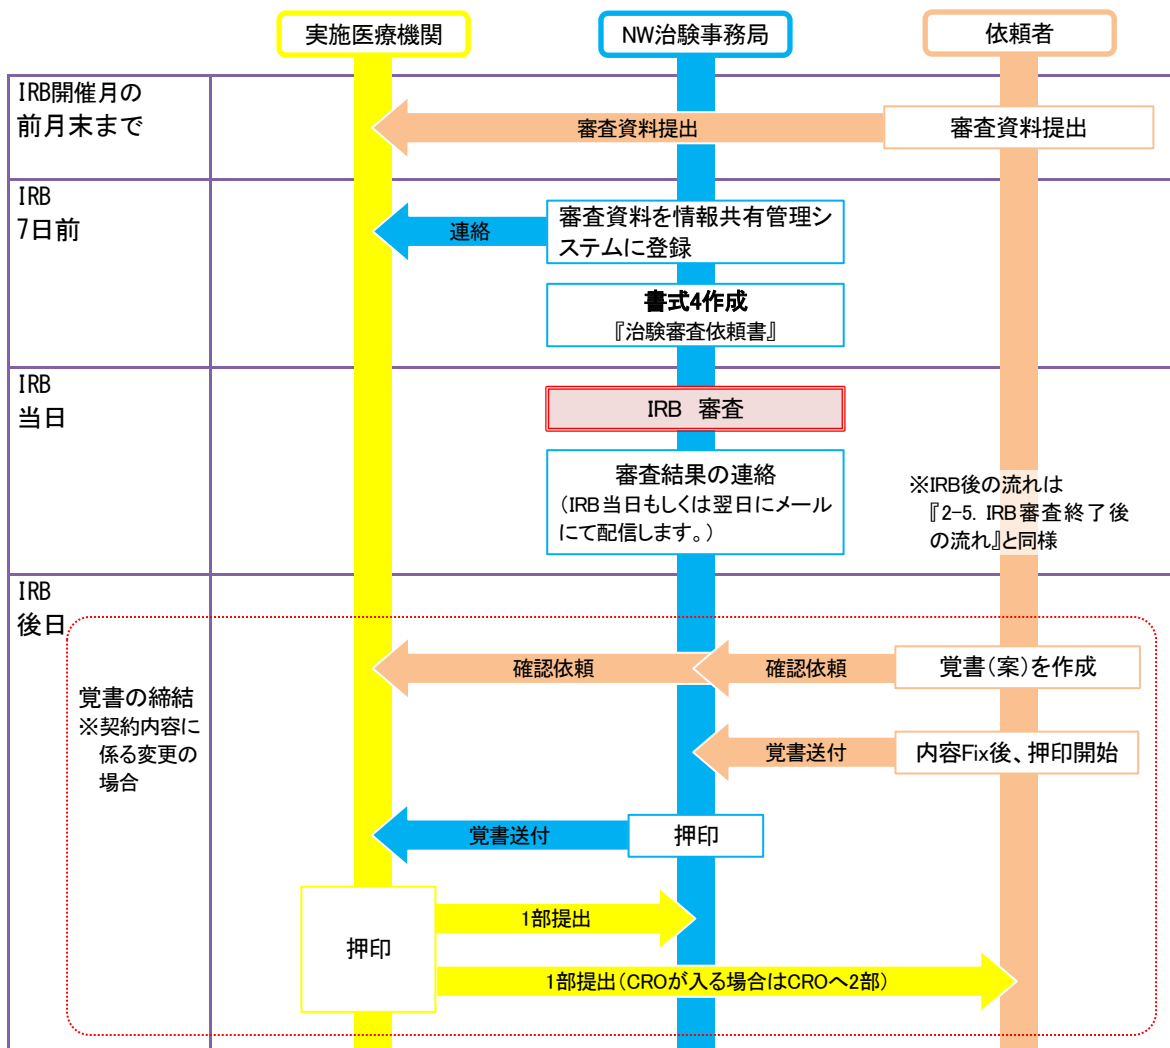 実施医療機関
NW治験事務局
依頼者
IRB開催月の
前月末まで
審査資料提出
審査資料提出
IRB
7日前
連絡
審査資料を情報共有管理シ
ステムに登録
書式4作成
『治験審査依頼書』
IRB
当日
IRB 審査
審査結果の連絡
(IRB当日もしくは翌日にメール
にて配信します。)
※IRB後の流れは
『2-5. IRB審査終了後
の流れ』と同様
IRB
後日
覚書の締結
※契約内容に
係る変更の
場合
確認依頼
確認依頼
覚書(案)を作成
覚書送付
内容Fix後、押印開始
覚書送付
押印
押印
1部提出
1部提出(CROが入る場合はCROへ2部)